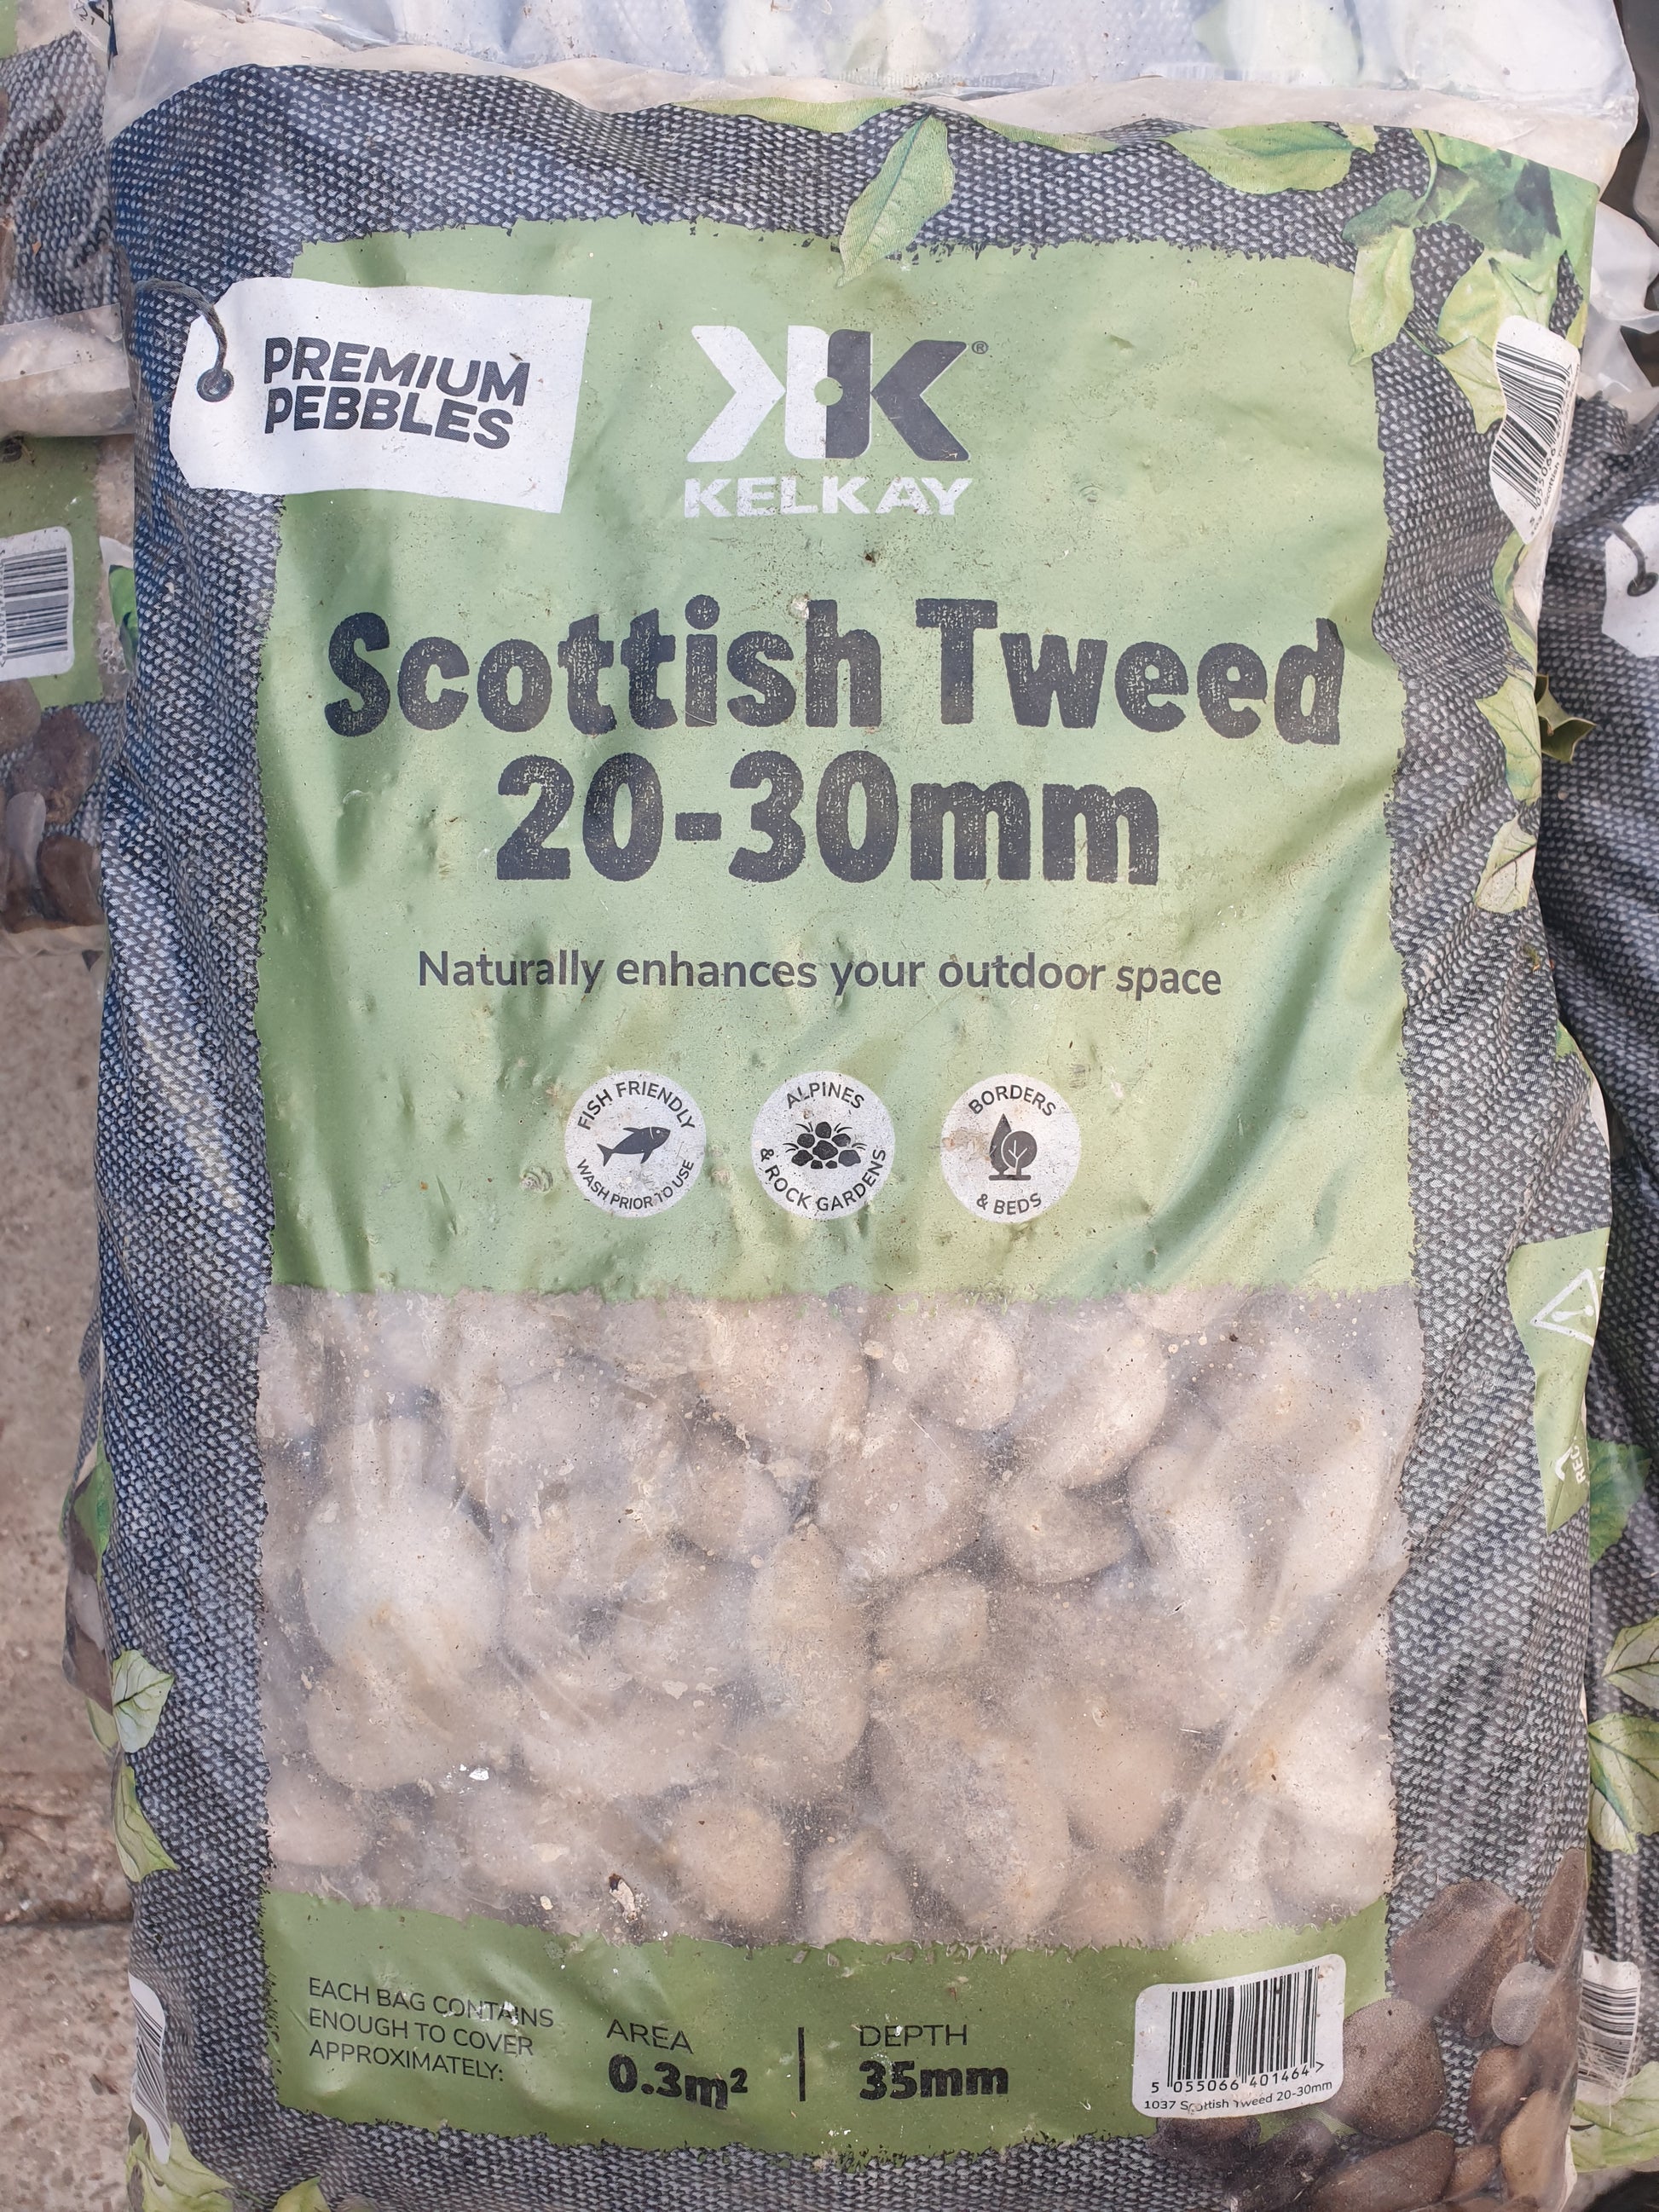 PREMIUM
PEBBLES
KK®
KELKAY
Scottish Tweed
20-30mm
Naturally enhances your outdoor space
FISH FRIENDLY
WASH PRIOR TO USE
ALPINES
& ROCK GARDENS
BORDERS
& BEDS
EACH BAG CONTAINS
ENOUGH TO COVER
APPROXIMATELY:
AREA
0.3m²
DEPTH
35mm
5 055066 401464 >
1037 Scottish Tweed 20-30mm